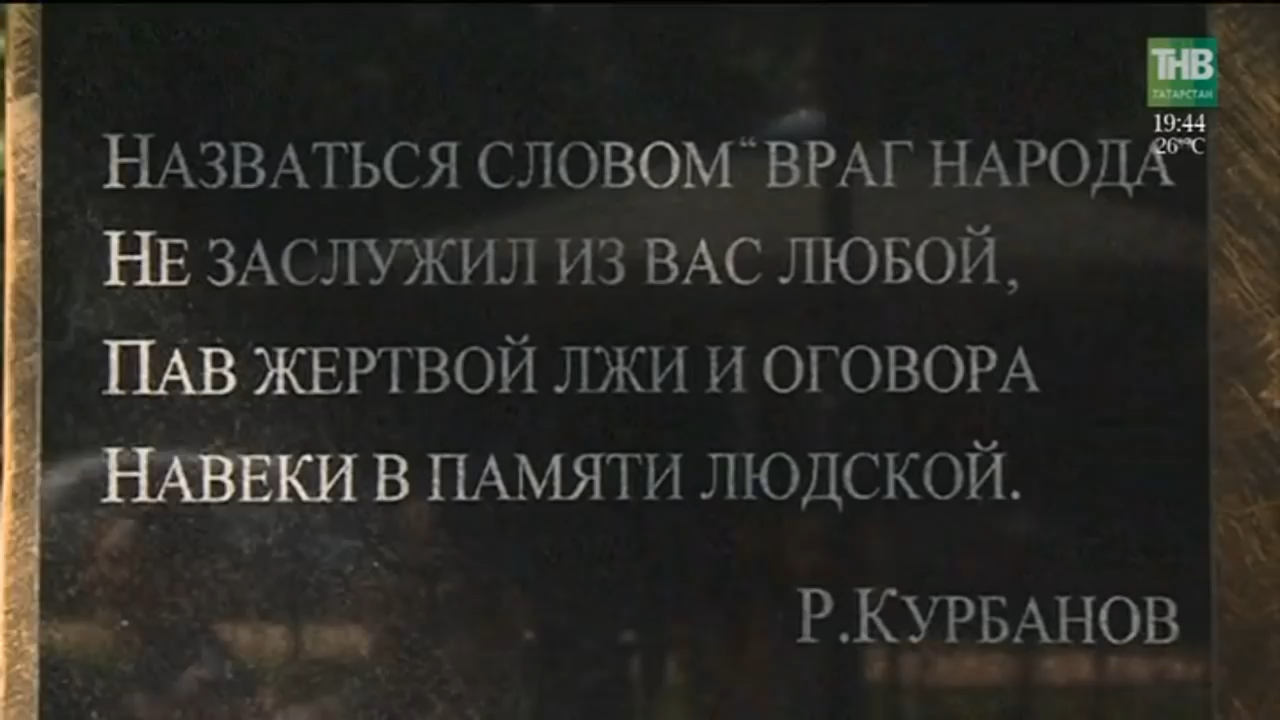 ТНВ
ТАТАРСТАН
19:44
26°C
НАЗВАТЬСЯ СЛОВОМ “ ВРАГ НАРОДА
НЕ ЗАСЛУЖИЛ ИЗ ВАС ЛЮБОЙ,
ПАВ ЖЕРТВОЙ ЛЖИ И ОГОВОРА
НАВЕКИ В ПАМЯТИ ЛЮДСКОЙ.
Р.КУРБАНОВ